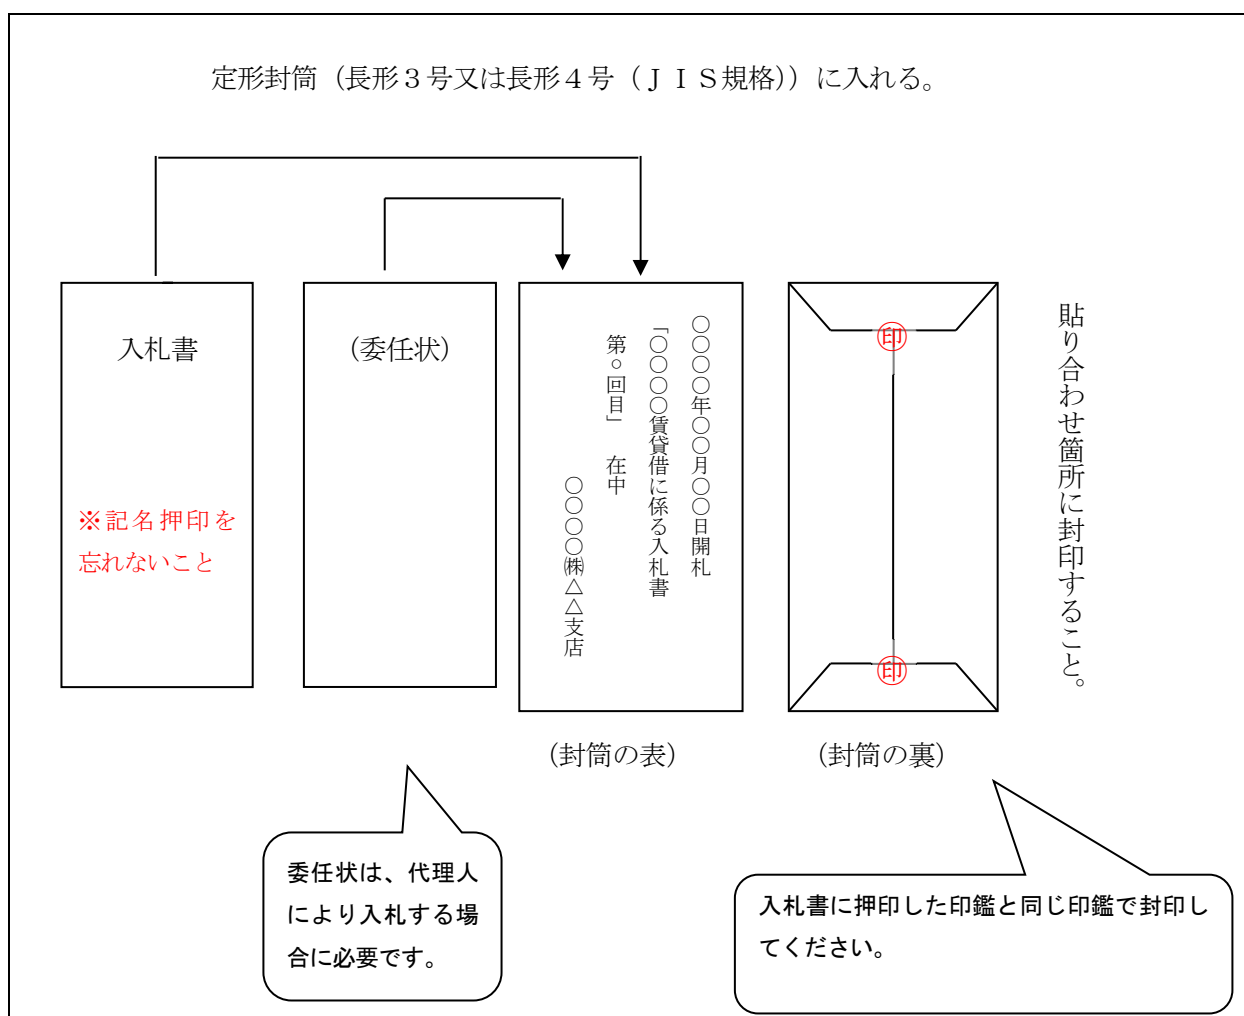 定形封筒（長形３号又は長形４号（ＪＩＳ規格））に入れる。
入札書
※記名押印を
忘れないこと
（委任状）
〇〇〇〇年〇〇月〇〇日開札
「〇〇〇〇賃貸借に係る入札書
第○回目」　在中
〇〇〇〇㈱△△支店
㊞
㊞
貼り合わせ箇所に封印すること。
（封筒の表）
（封筒の裏）
委任状は、代理人
により入札する場
合に必要です。
入札書に押印した印鑑と同じ印鑑で封印し
てください。